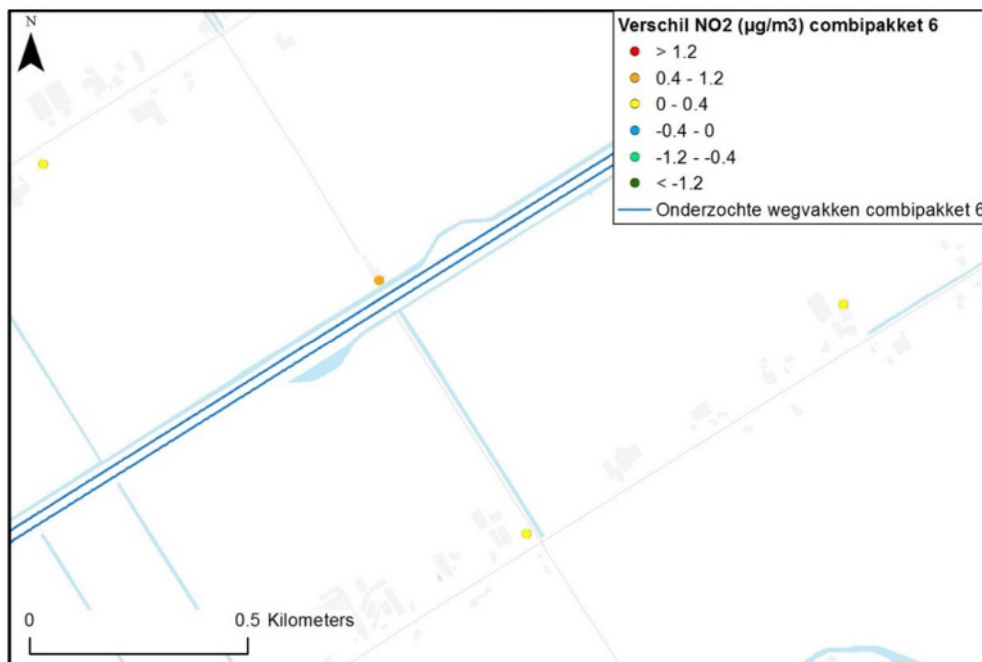 N
Verschil NO2 (µg/m3) combipakket 6
> 1.2
0.4 - 1.2
0 - 0.4
-0.4 - 0
-1.2 - -0.4
< -1.2
Onderzochte wegvakken combipakket 6
0 0.5 Kilometers